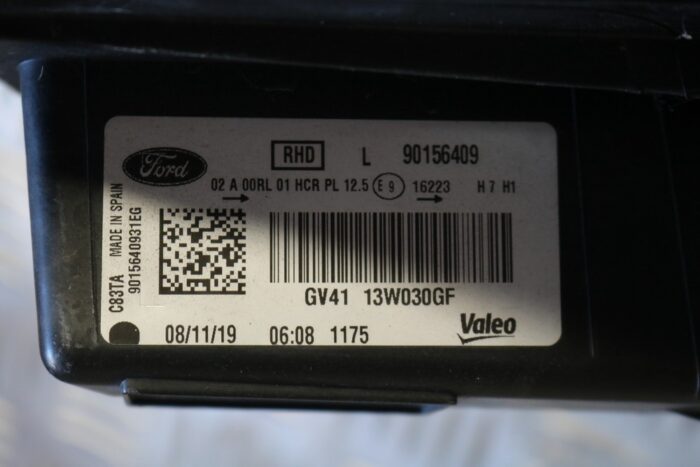 Ford RHD L 90156409
02 A 00RL 01 HCR PL 12.5 E9 16223 → H7 H1
→
C83TA MADE IN SPAIN
9015640931EG
GV41 13W030GF
08/11/19 06:08 1175 Valeo